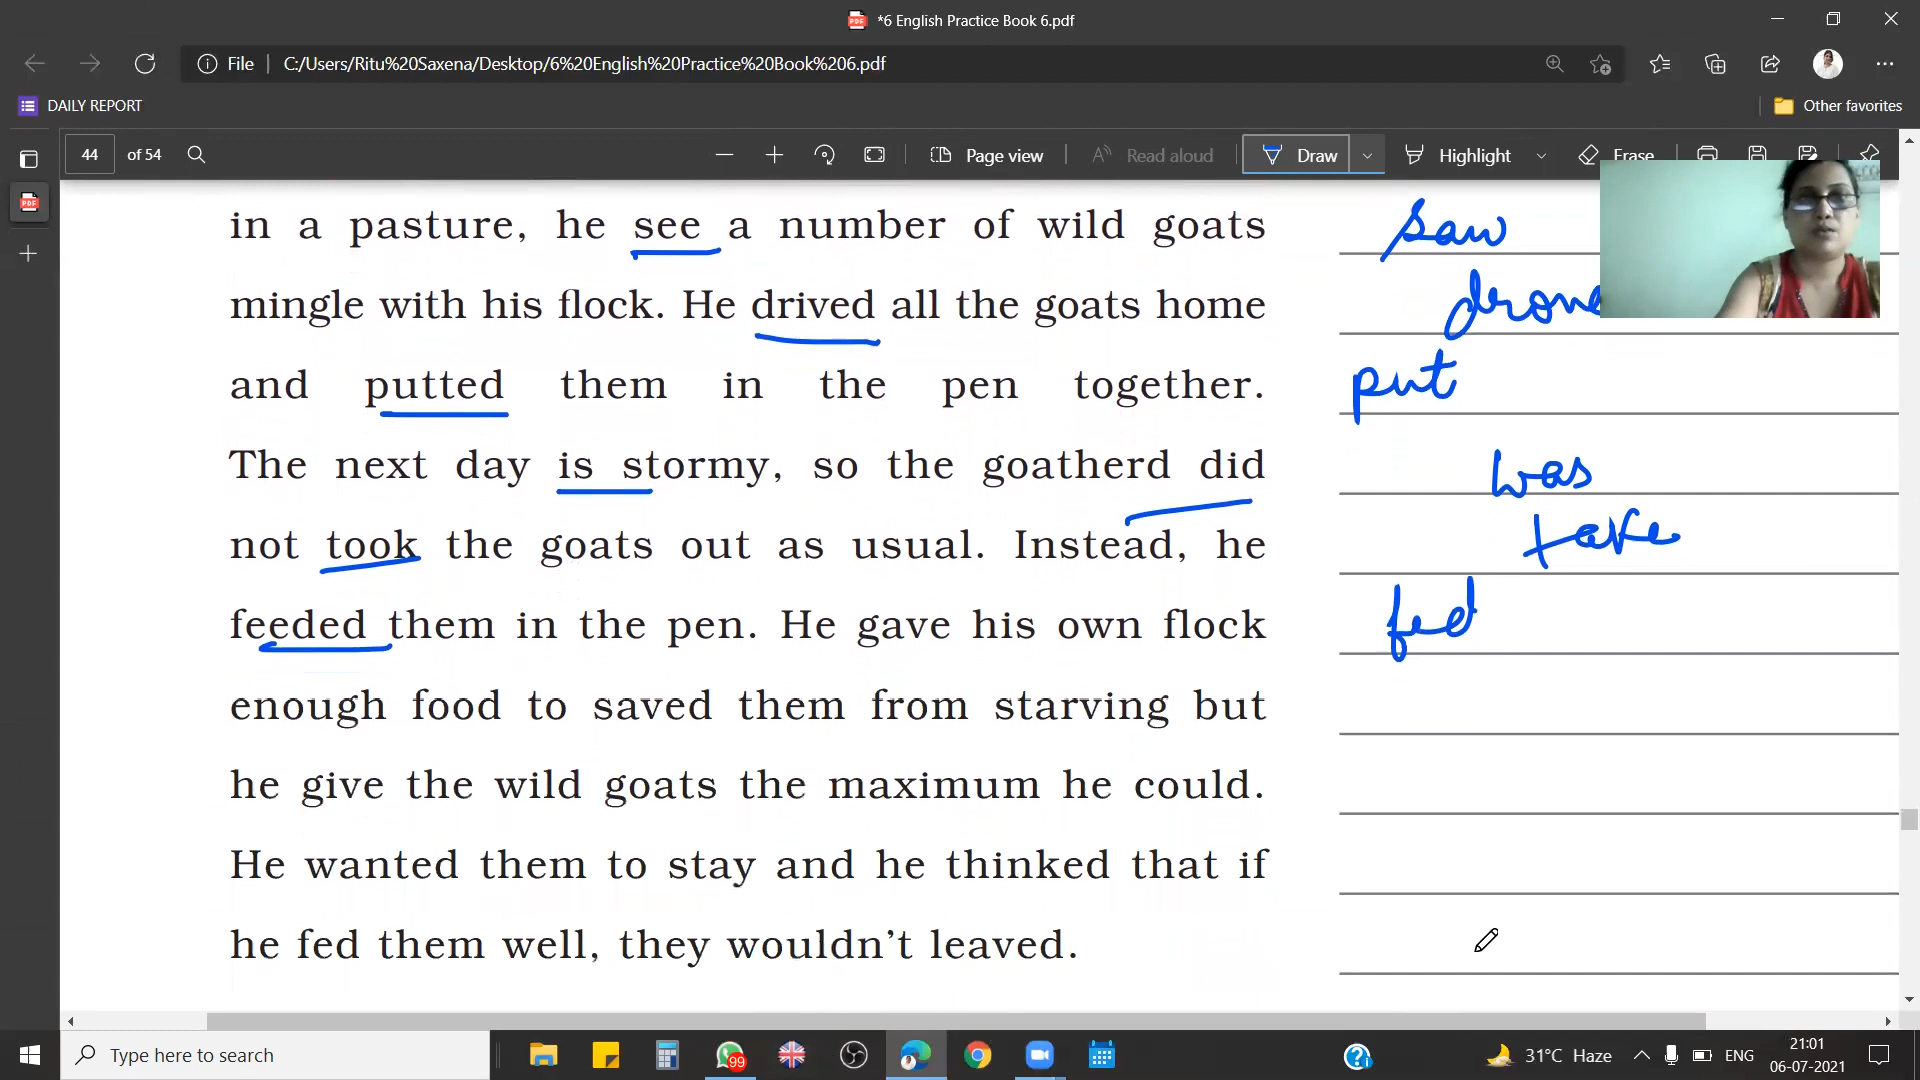 *6 English Practice Book 6.pdf
File C:/Users/Ritu%20Saxena/Desktop/6%20English%20Practice%20Book%206.pdf
DAILY REPORT
Other favorites
44 of 54 Page view Read aloud Draw Highlight Erase
in a pasture, he see a number of wild goats saw
mingle with his flock. He drived all the goats home drove
and putted them in the pen together. put
The next day is stormy, so the goatherd did was
not took the goats out as usual. Instead, he take
feeded them in the pen. He gave his own flock fed
enough food to saved them from starving but
he give the wild goats the maximum he could.
He wanted them to stay and he thinked that if
he fed them well, they wouldn't leaved.
Type here to search
99
31°C Haze
ENG
21:01
06-07-2021